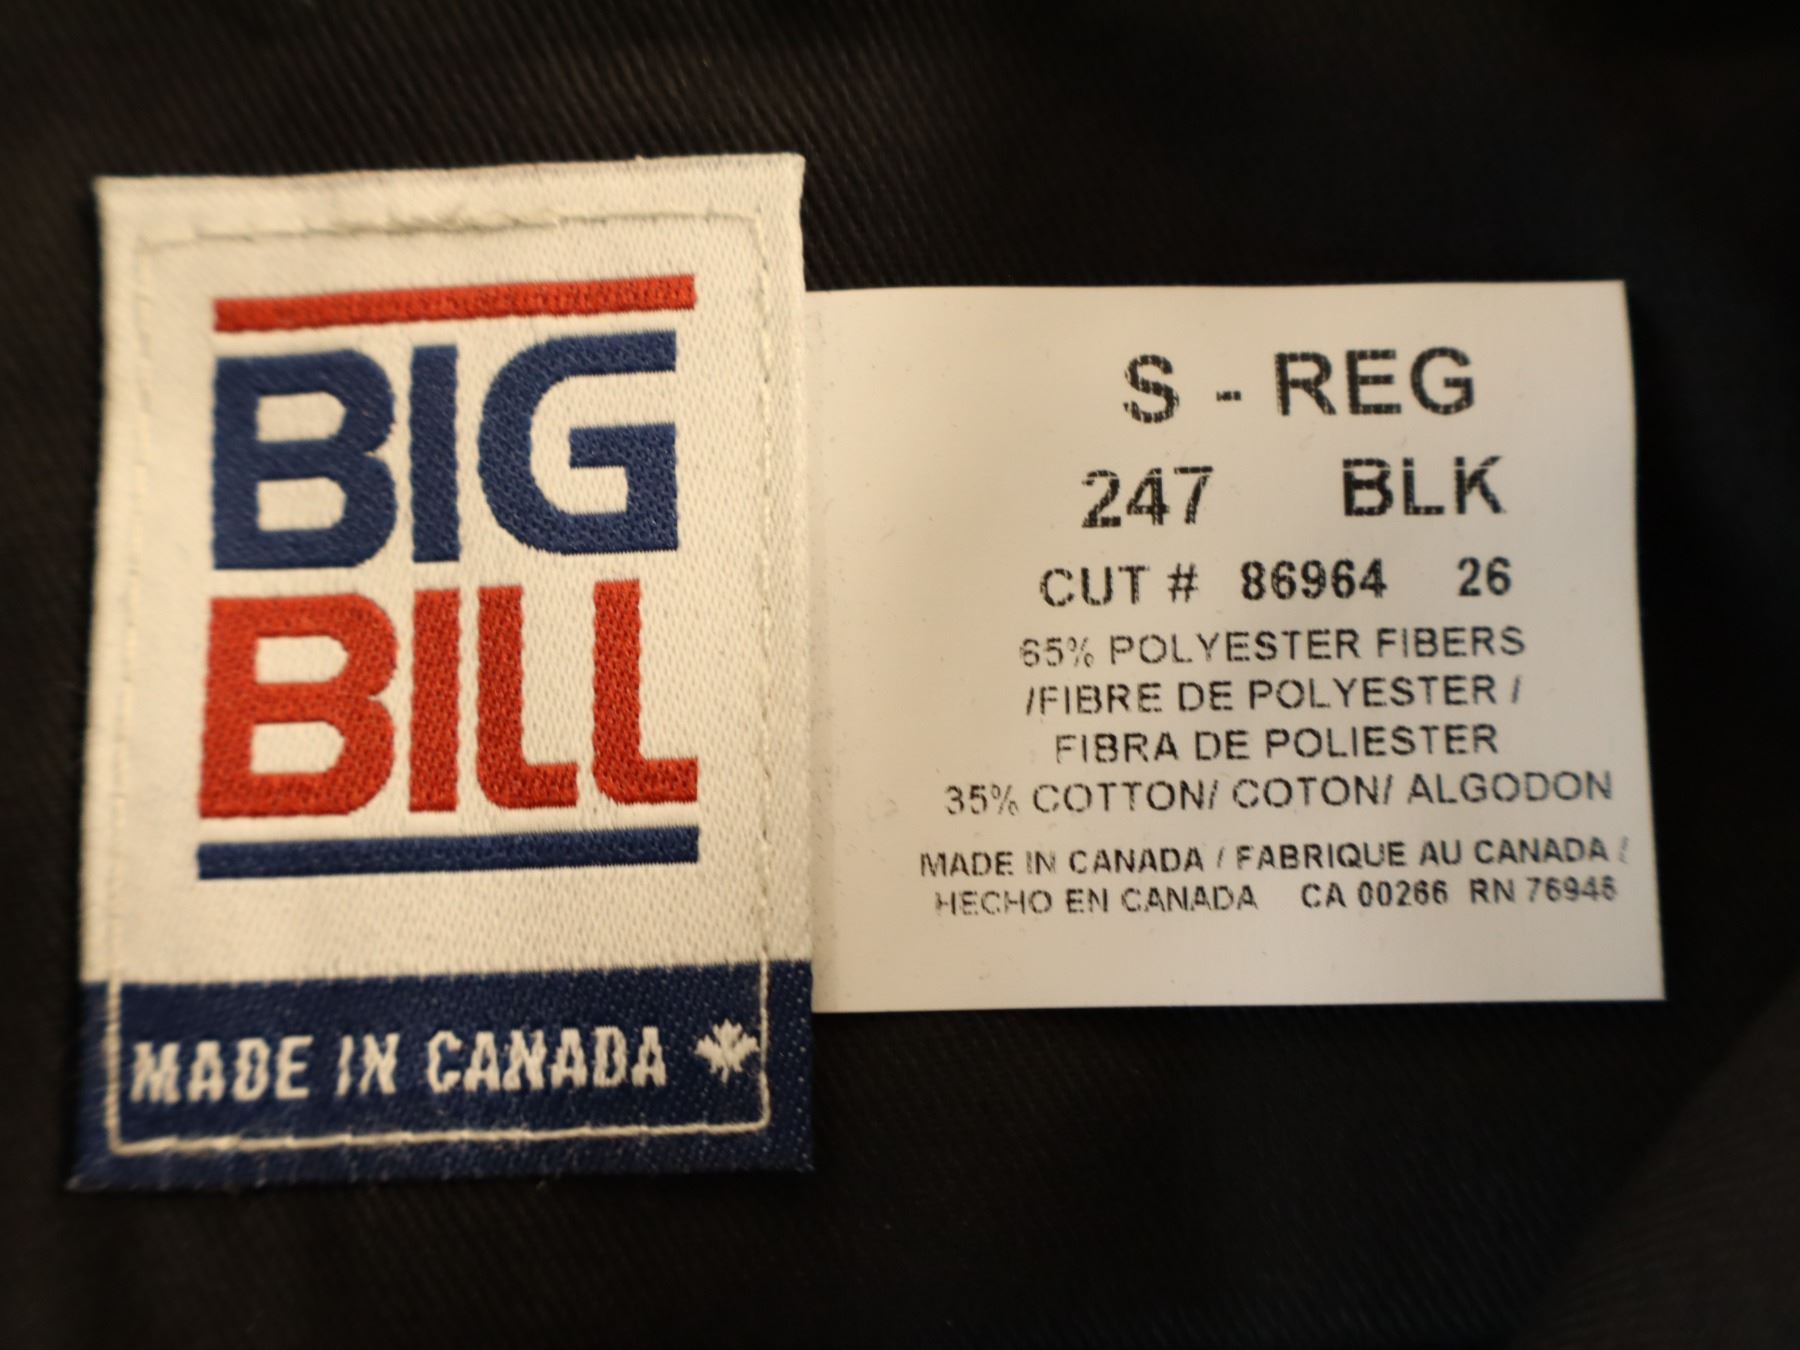 BIG
BILL
MADE IN CANADA
S - REG
247 BLK
CUT # 86964 26
65% POLYESTER FIBERS
/FIBRE DE POLYESTER /
FIBRA DE POLIESTER
35% COTTON/ COTON/ ALGODON
MADE IN CANADA / FABRIQUE AU CANADA /
HECHO EN CANADA CA 00266 RN 76946